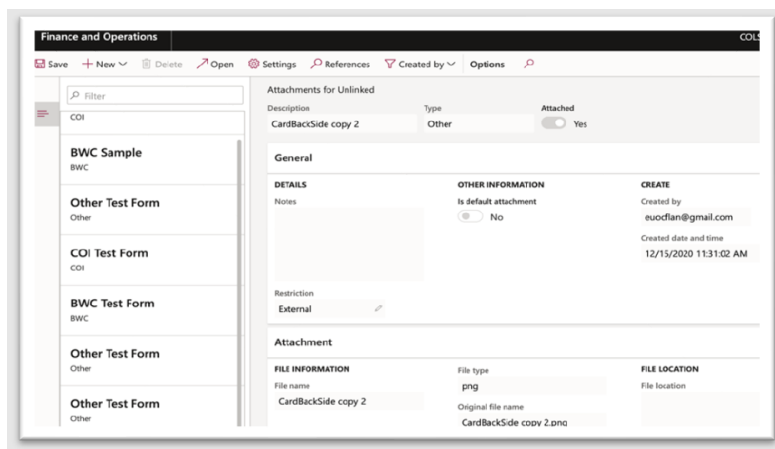 Finance and Operations
COLS
Save New Delete Open Settings References Created by Options
Filter
COI
BWC Sample
BWC
Other Test Form
Other
COI Test Form
COI
BWC Test Form
BWC
Other Test Form
Other
Other Test Form
Other
Attachments for Unlinked
Description Type Attached
CardBackSide copy 2 Other Yes
General
DETAILS OTHER INFORMATION CREATE
Notes Is default attachment Created by
No euocflan@gmail.com
Created date and time
12/15/2020 11:31:02 AM
Restriction
External
Attachment
FILE INFORMATION File type FILE LOCATION
File name png File location
CardBackSide copy 2
Original file name
CardBackSide copy 2.png